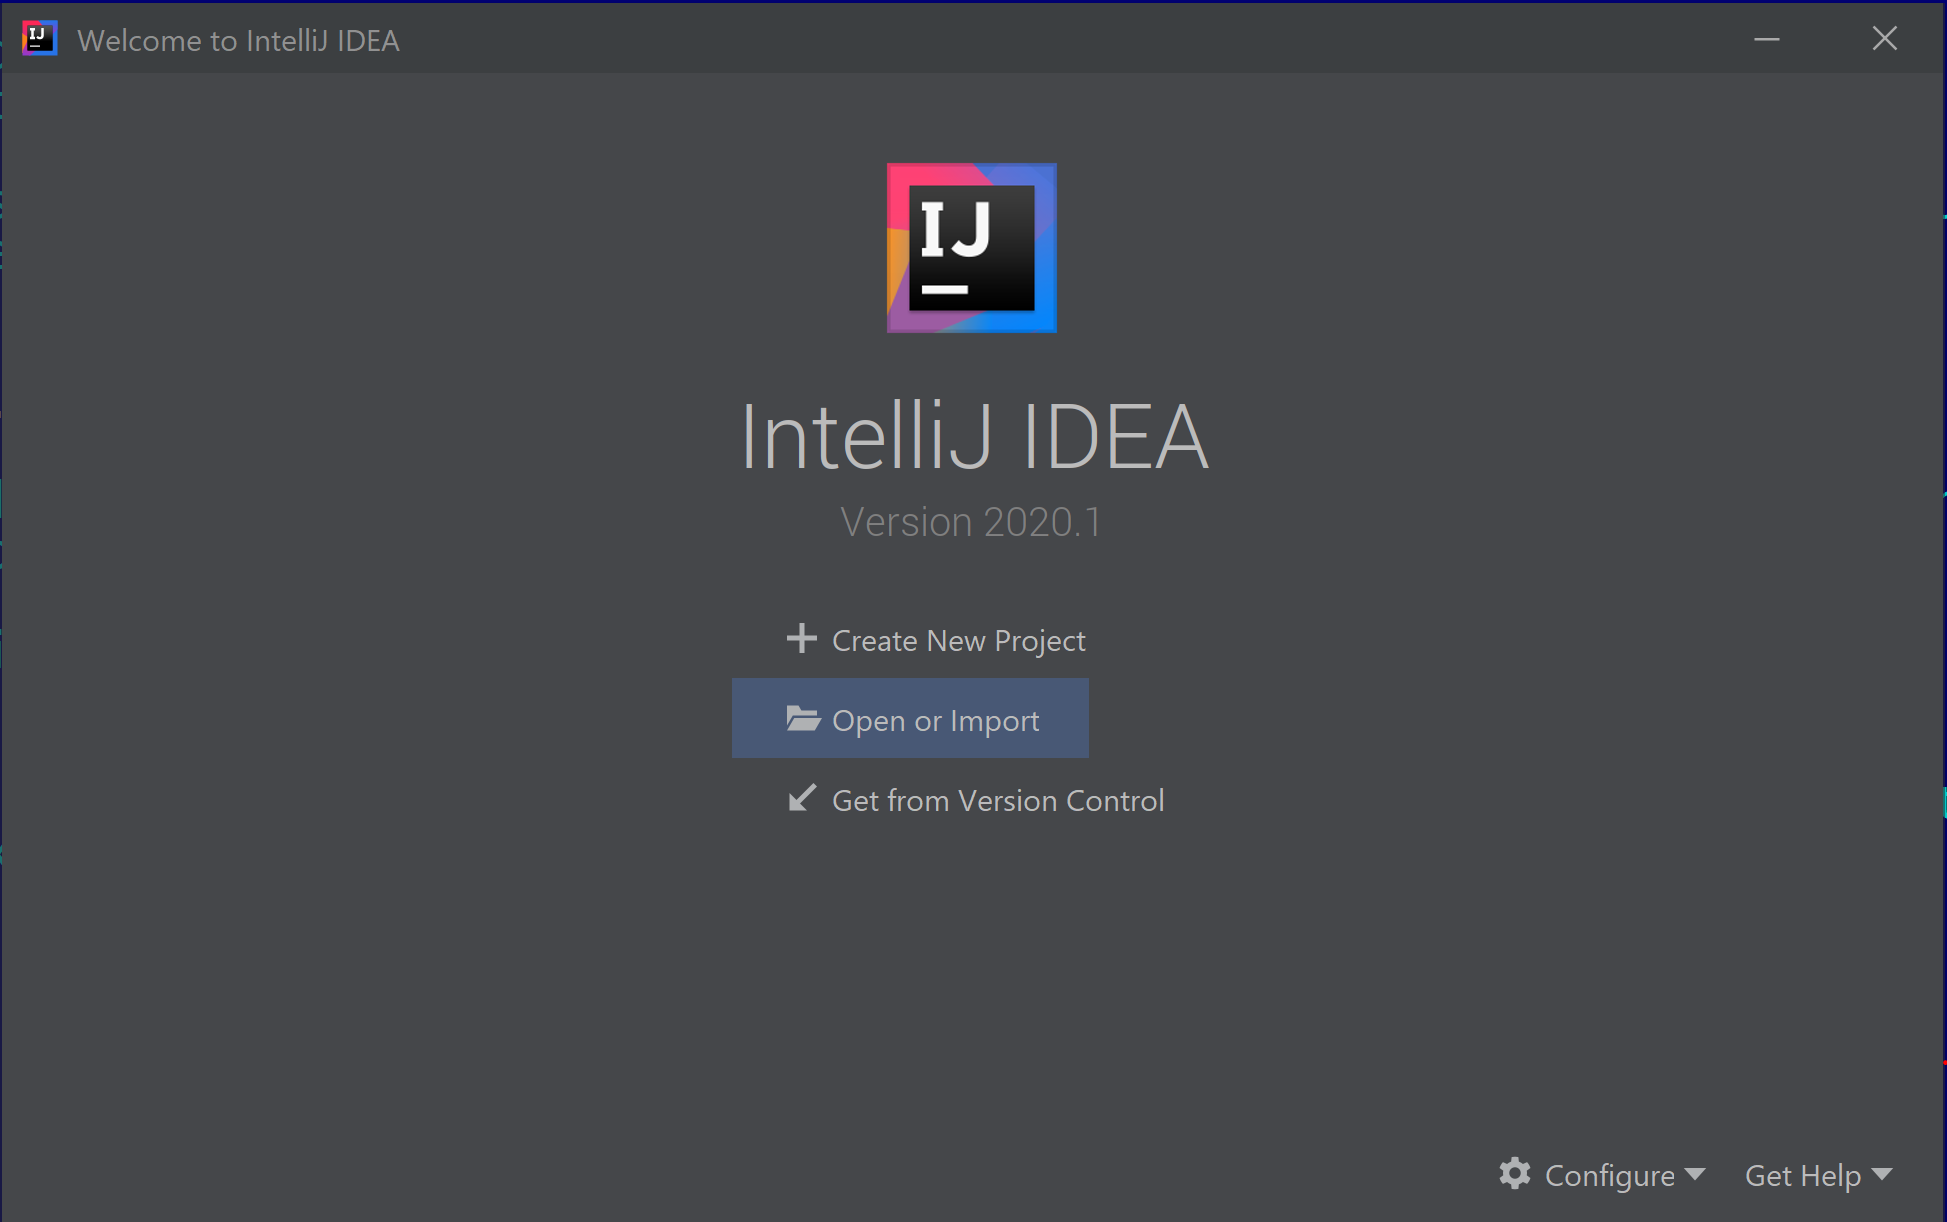 IJ Welcome to IntelliJ IDEA
IJ
IntelliJ IDEA
Version 2020.1
Create New Project
Open or Import
Get from Version Control
Configure Get Help